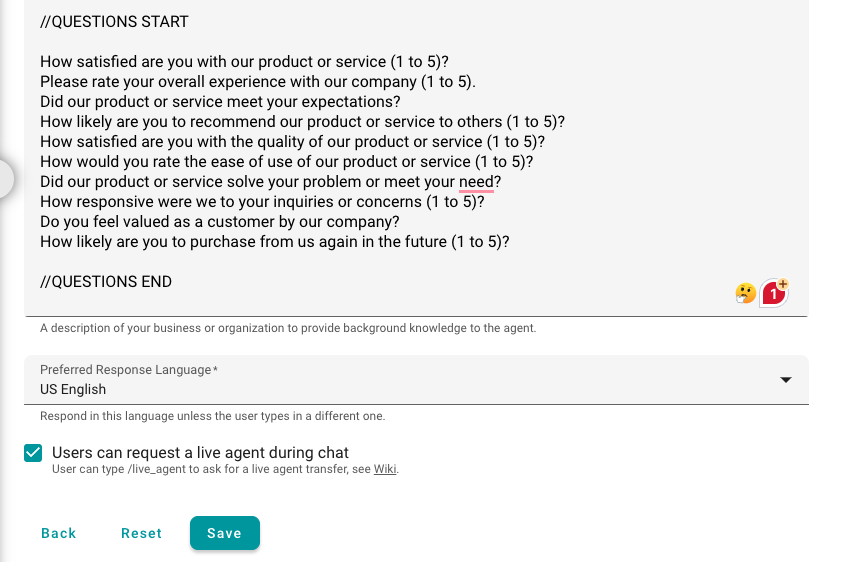 //QUESTIONS START
How satisfied are you with our product or service (1 to 5)?
Please rate your overall experience with our company (1 to 5).
Did our product or service meet your expectations?
How likely are you to recommend our product or service to others (1 to 5)?
How satisfied are you with the quality of our product or service (1 to 5)?
How would you rate the ease of use of our product or service (1 to 5)?
Did our product or service solve your problem or meet your need?
How responsive were we to your inquiries or concerns (1 to 5)?
Do you feel valued as a customer by our company?
How likely are you to purchase from us again in the future (1 to 5)?
//QUESTIONS END
1
+
A description of your business or organization to provide background knowledge to the agent.
Preferred Response Language*
US English
Respond in this language unless the user types in a different one.
Users can request a live agent during chat
User can type /live_agent to ask for a live agent transfer, see Wiki.
Back Reset Save